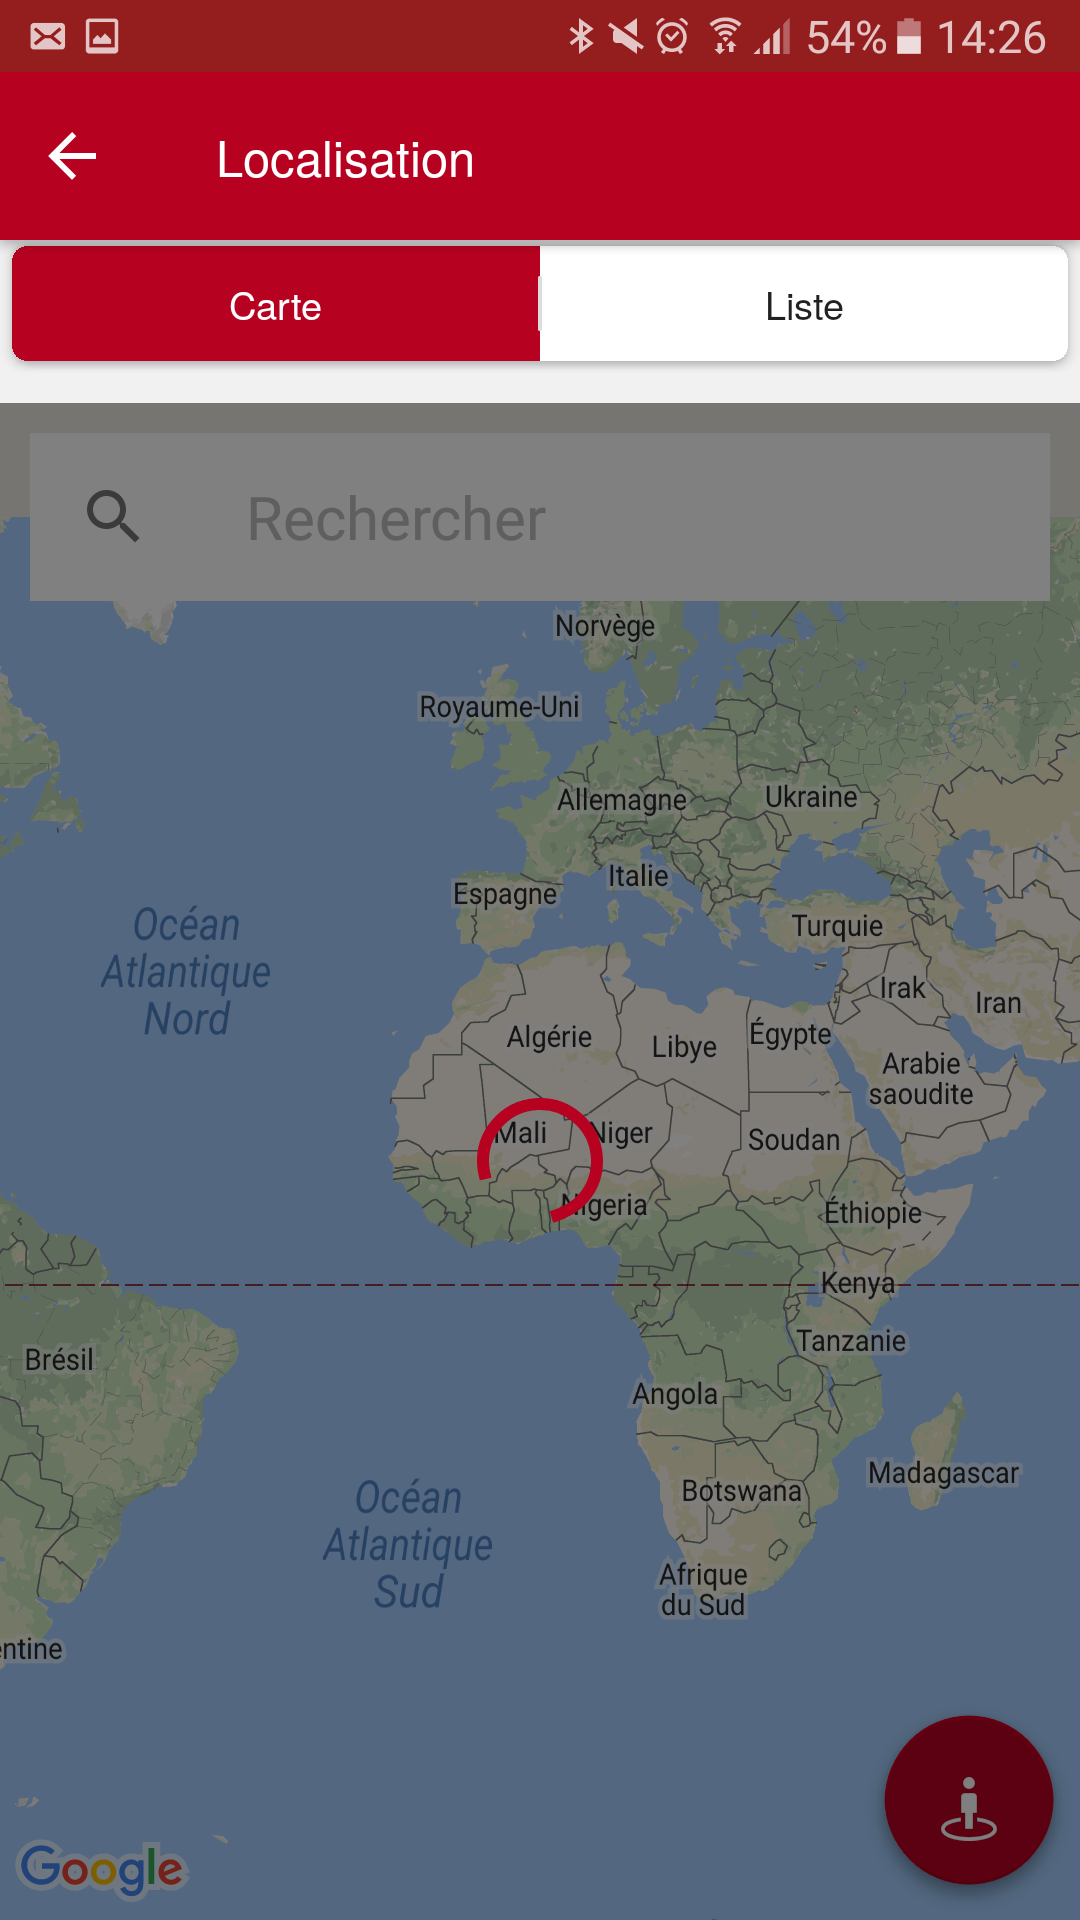 54% 14:26
Localisation
Carte
Liste
Rechercher
Norvège
Royaume-Uni
Allemagne
Ukraine
Italie
Espagne
Turquie
Océan
Atlantique
Nord
Irak
Iran
Algérie
Libye
Égypte
Arabie
saoudite
Mali
Niger
Soudan
Nigeria
Éthiopie
Kenya
Tanzanie
Brésil
Angola
Madagascar
Botswana
Océan
Atlantique
Sud
Afrique
du Sud
entine
Google